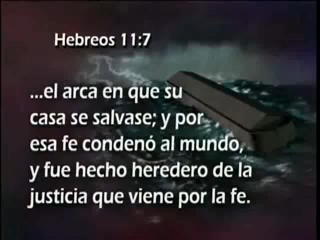 Hebreos 11:7
...el arca en que su
casa se salvase; y por
esa fe condenó al mundo,
y fue hecho heredero de la
justicia que viene por la fe.